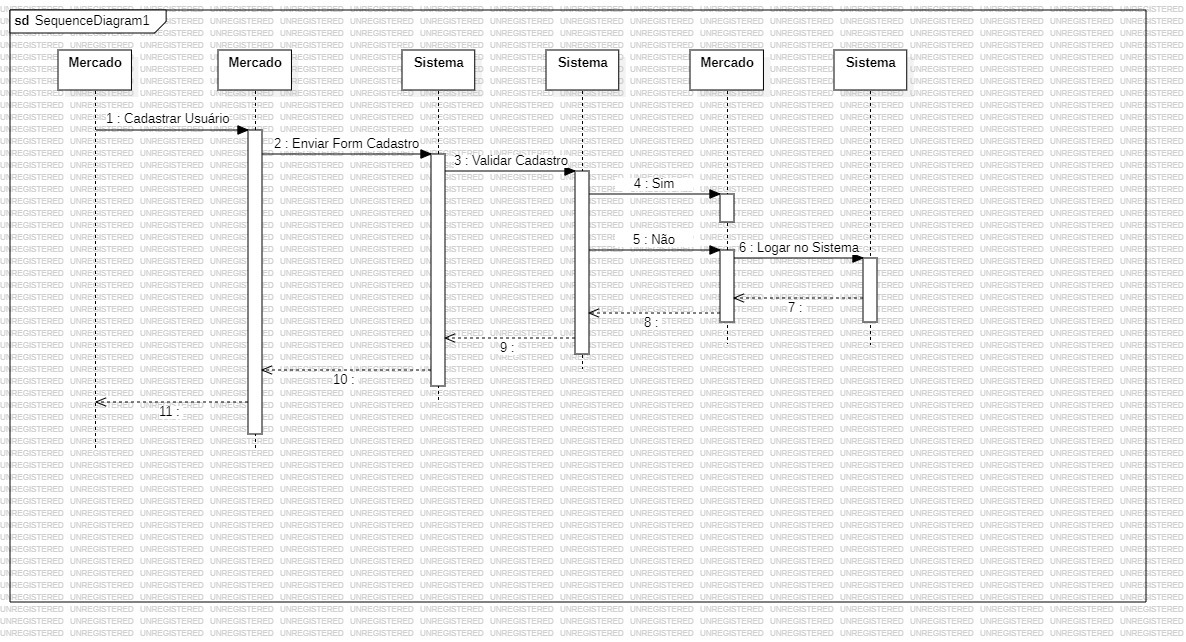 sd SequenceDiagram1
Mercado
Mercado
Sistema
Sistema
Mercado
Sistema
1 : Cadastrar Usuário
2 : Enviar Form Cadastro
3 : Validar Cadastro
4 : Sim
5 : Não
6 : Logar no Sistema
7 :
8 :
9 :
10 :
11 :
UNREGISTERED